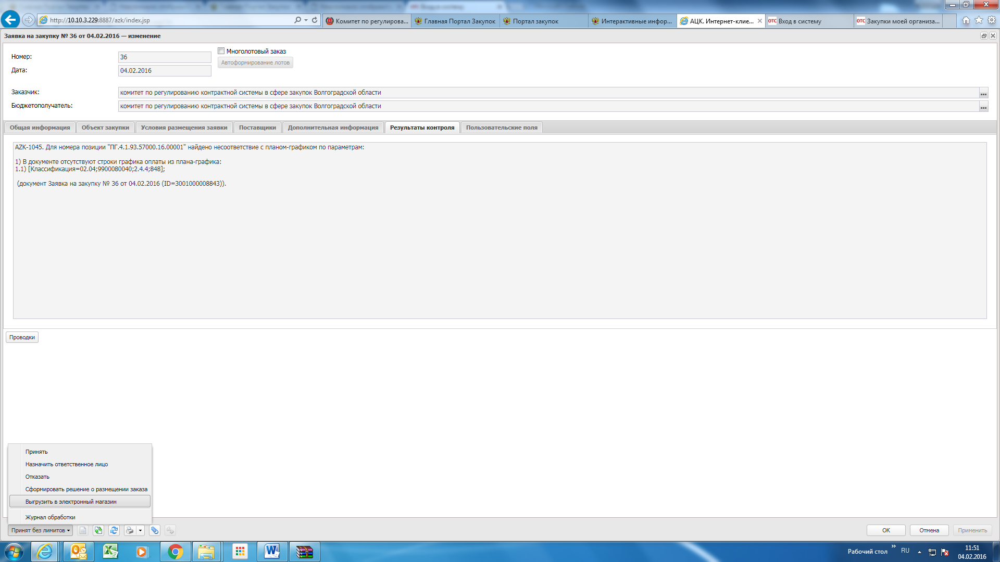 http://10.10.3.229:8887/azk/index.jsp
Комитет по регулирова...
Главная Портал Закупок
Портал закупок
Интерактивные инфор...
АЦК. Интернет-клие...
отс Вход в систему
отс Закупки моей организа...
Заявка на закупку № 36 от 04.02.2016 — изменение
Номер:
36
Многолотовый заказ
Автоформирование лотов
Дата:
04.02.2016
Заказчик:
комитет по регулированию контрактной системы в сфере закупок Волгоградской области
Бюджетополучатель:
комитет по регулированию контрактной системы в сфере закупок Волгоградской области
Общая информация
Объект закупки
Условия размещения заявки
Поставщики
Дополнительная информация
Результаты контроля
Пользовательские поля
AZK-1045. Для номера позиции "ПГ.4.1.93.57000.16.00001" найдено несоответствие с планом-графиком по параметрам:
1) В документе отсутствуют строки графика оплаты из плана-графика:
1.1) [Классификация=02.04;9900080040;2.4.4;848];
(документ Заявка на закупку № 36 от 04.02.2016 (ID=3001000008843)).
Проводки
Принять
Назначить ответственное лицо
Отказать
Сформировать решение о размещении заказа
Выгрузить в электронный магазин
Журнал обработки
Принят без лимитов
ОК
Отмена
Применить
Рабочий стол
RU
11:51
04.02.2016